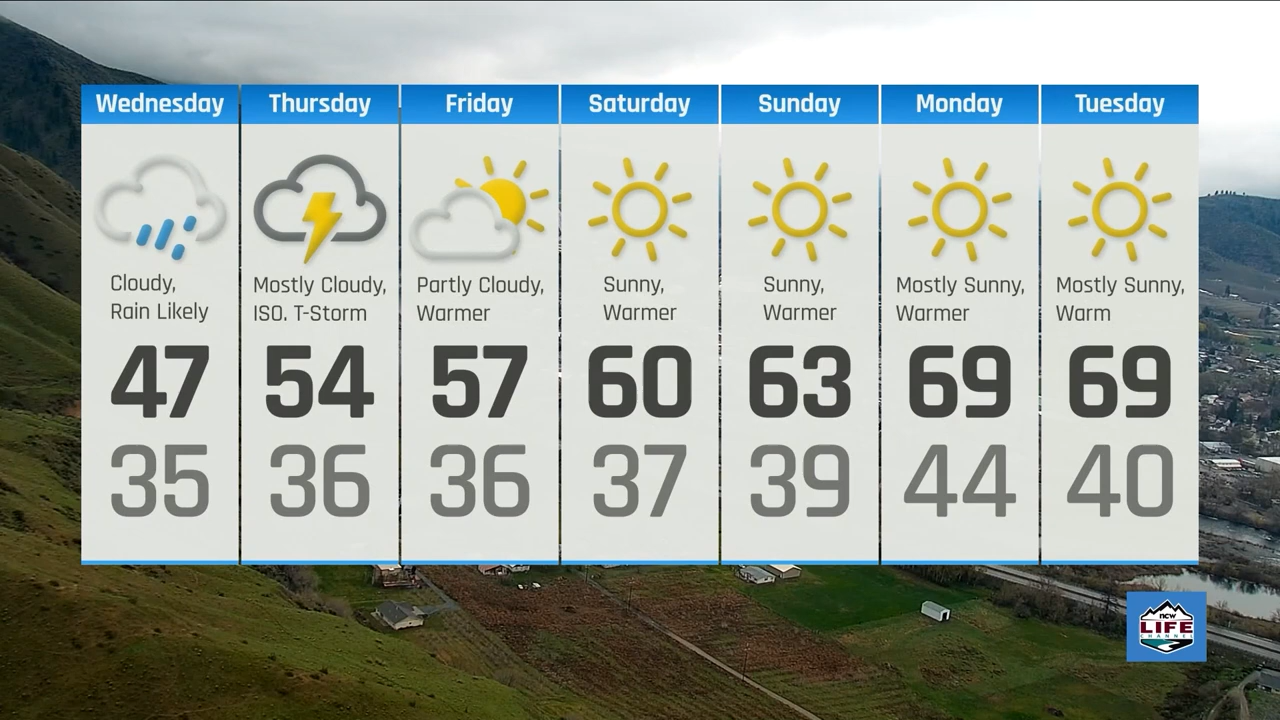 Wednesday
Cloudy,
Rain Likely
47
35
Thursday
Mostly Cloudy,
ISO. T-Storm
54
36
Friday
Partly Cloudy,
Warmer
57
36
Saturday
Sunny,
Warmer
60
37
Sunday
Sunny,
Warmer
63
39
Monday
Mostly Sunny,
Warmer
69
44
Tuesday
Mostly Sunny,
Warm
69
40
ncw
LIFE
CHANNEL